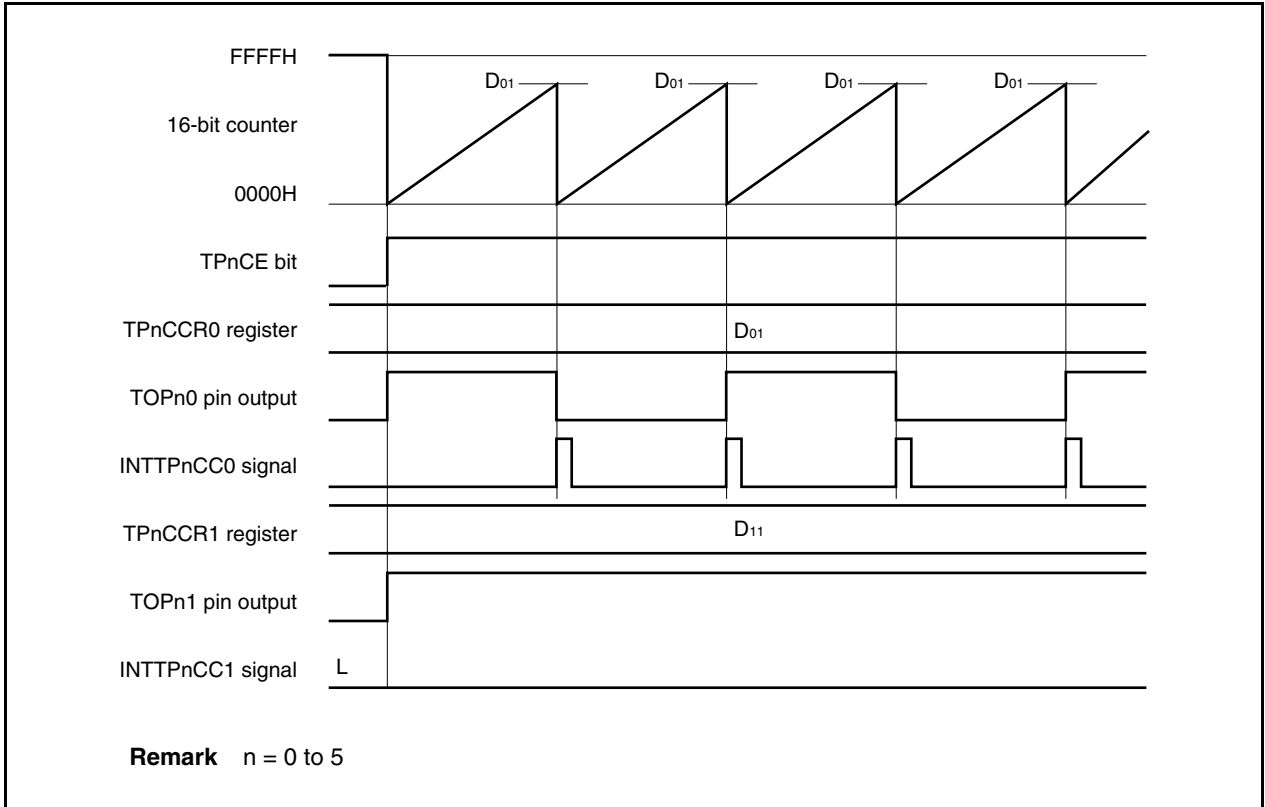 FFFFH
D01 D01 D01 D01
16-bit counter
0000H
TPnCE bit
TPnCCR0 register D01
TOPn0 pin output
INTTPnCC0 signal
TPnCCR1 register D11
TOPn1 pin output
INTTPnCC1 signal L
Remark n = 0 to 5